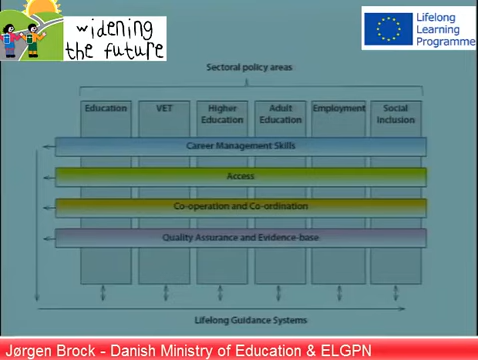 widening
the future
Lifelong
Learning
Programme
Sectoral policy areas
Education
VET
Higher
Education
Adult
Education
Employment
Social
Inclusion
Career Management Skills
Access
Co-operation and Co-ordination
Quality Assurance and Evidence-base
Lifelong Guidance Systems
Jørgen Brock - Danish Ministry of Education & ELGPN